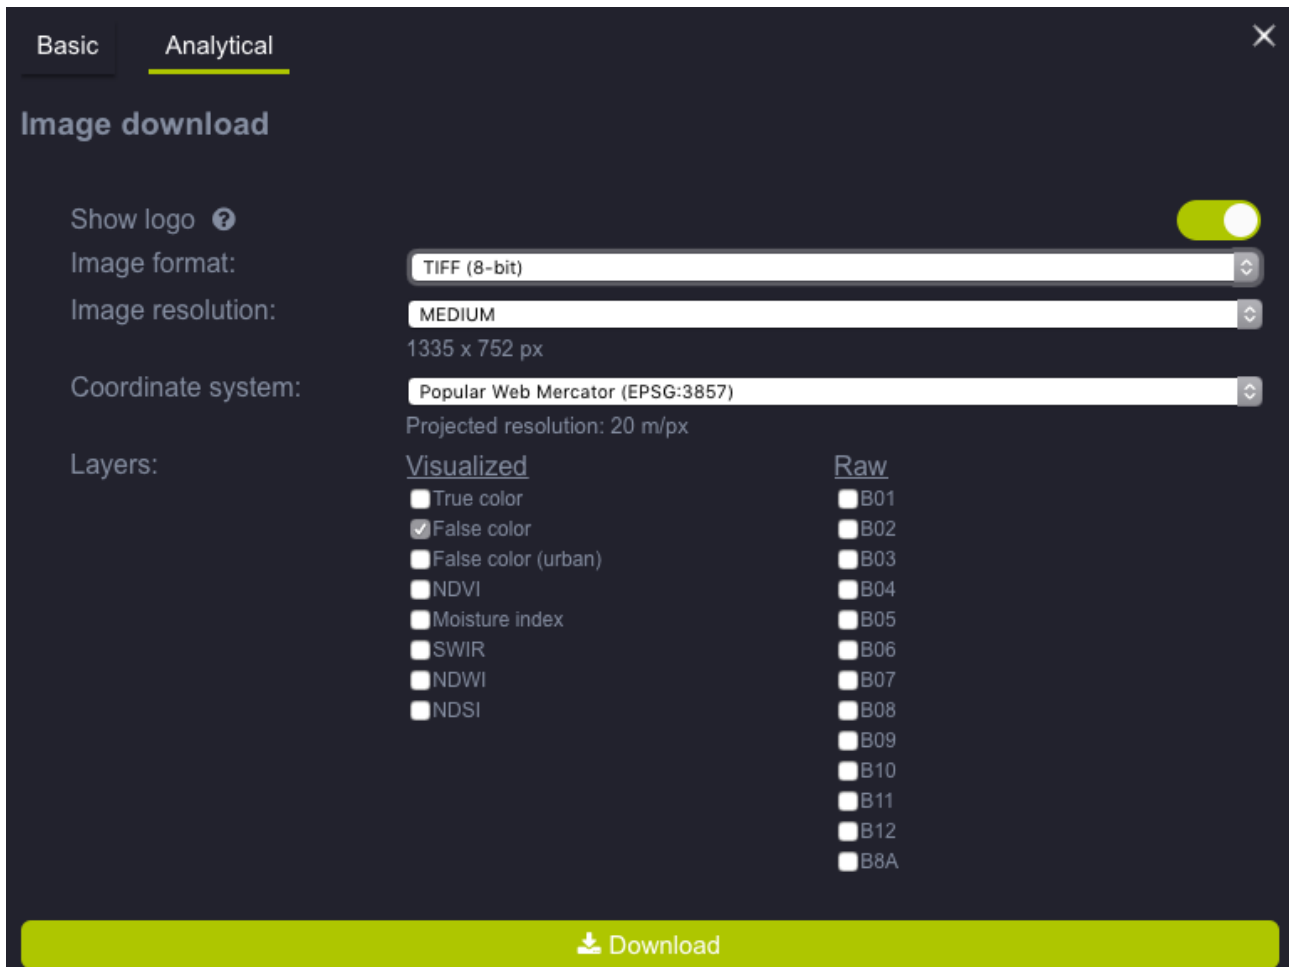 Basic Analytical
Image download
Show logo
Image format: TIFF (8-bit)
Image resolution: MEDIUM
1335 x 752 px
Coordinate system: Popular Web Mercator (EPSG:3857)
Projected resolution: 20 m/px
Layers: Visualized Raw
True color B01
False color B02
False color (urban) B03
NDVI B04
Moisture index B05
SWIR B06
NDWI B07
NDSI B08
B09
B10
B11
B12
B8A
Download